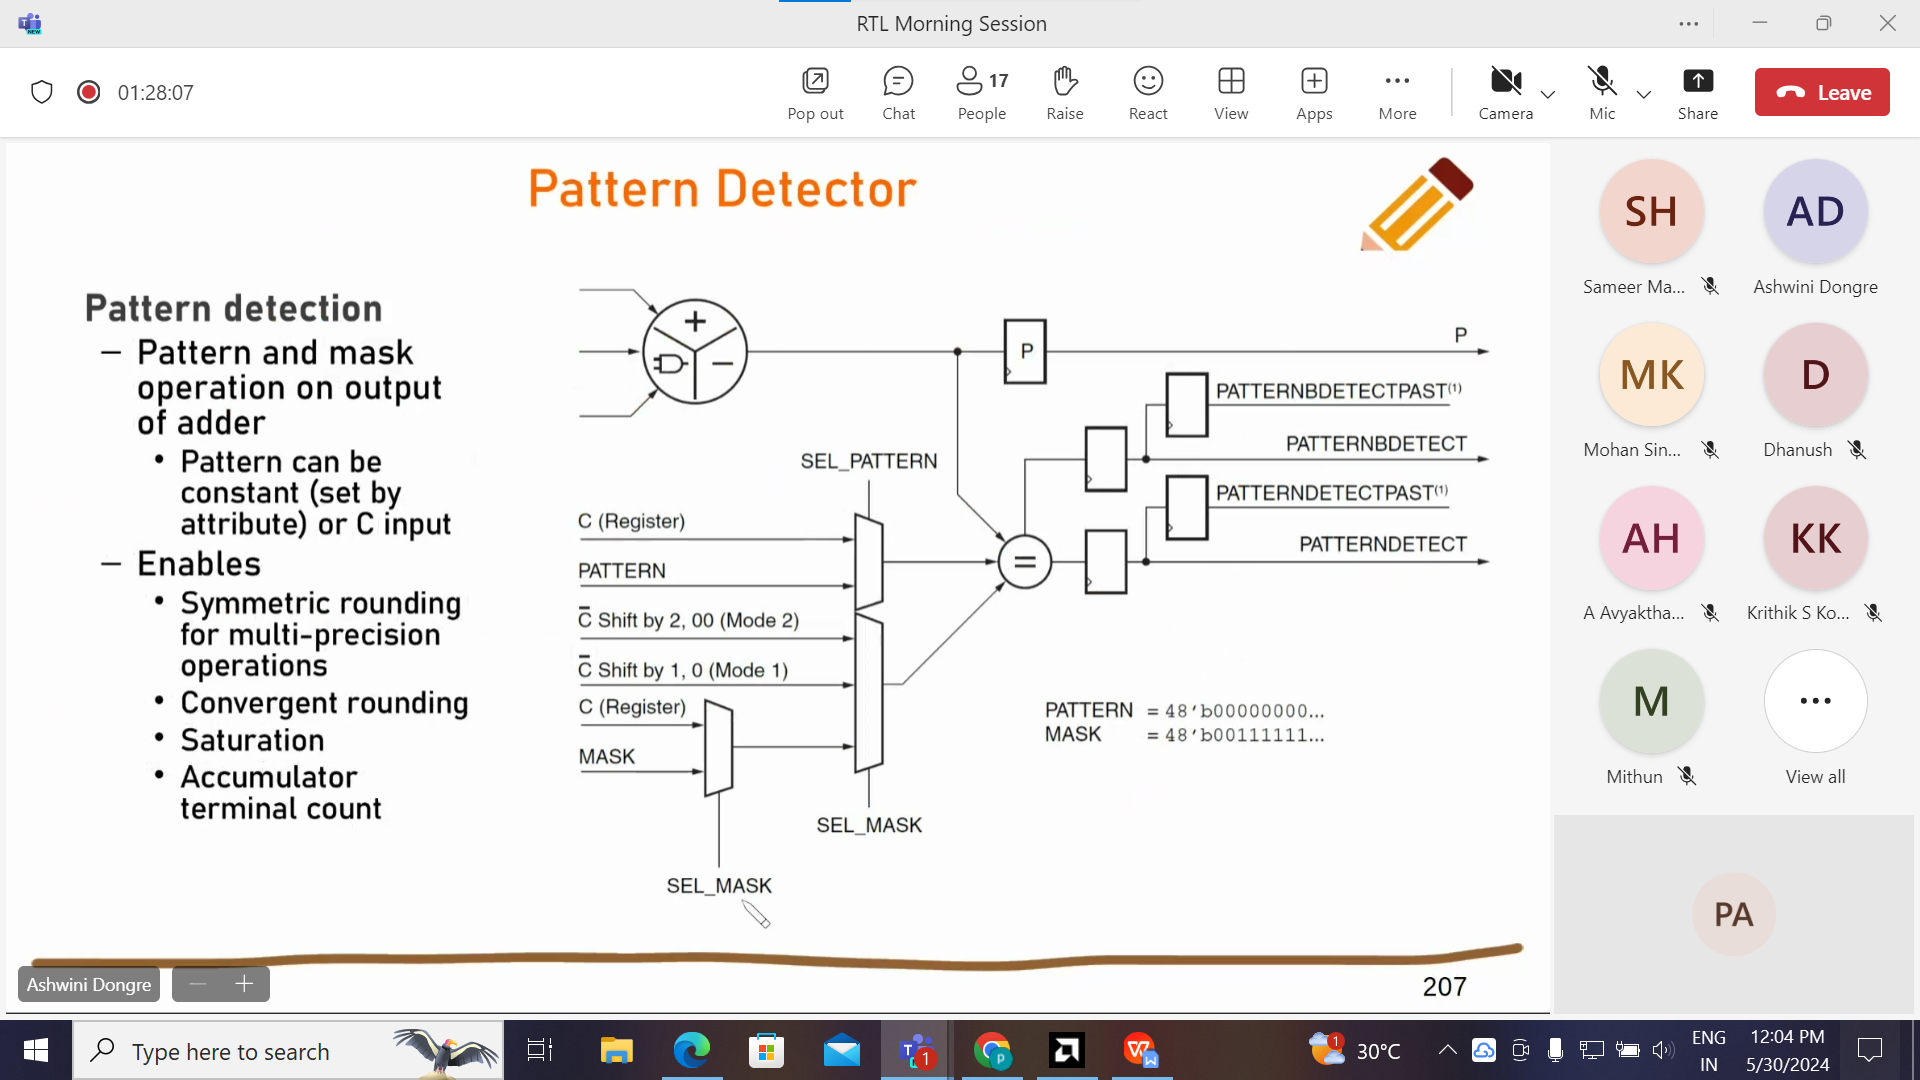 RTL Morning Session
NEW
01:28:07
Pop out
Chat
17
People
Raise
React
View
Apps
More
Camera
Mic
Share
Leave
Pattern Detector
Pattern detection
– Pattern and mask
operation on output
of adder
• Pattern can be
constant (set by
attribute) or C input
– Enables
• Symmetric rounding
for multi-precision
operations
• Convergent rounding
• Saturation
• Accumulator
terminal count
+
−
P
P
PATTERNBDETECTPAST(1)
PATTERNBDETECT
PATTERNDETECTPAST(1)
PATTERNDETECT
=
SEL_PATTERN
C (Register)
PATTERN
C̅ Shift by 2, 00 (Mode 2)
C̅ Shift by 1, 0 (Mode 1)
C (Register)
MASK
SEL_MASK
SEL_MASK
PATTERN = 48'b00000000...
MASK = 48'b00111111...
207
Ashwini Dongre
SH
Sameer Ma...
AD
Ashwini Dongre
MK
Mohan Sin...
D
Dhanush
AH
A Avyaktha...
KK
Krithik S Ko...
M
Mithun
View all
PA
Type here to search
1
p
W
1
30°C
ENG
IN
12:04 PM
5/30/2024